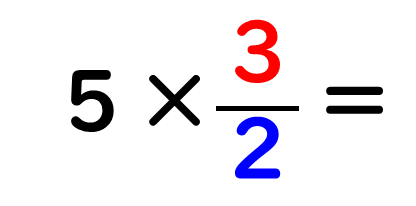 5 × 3/2 =